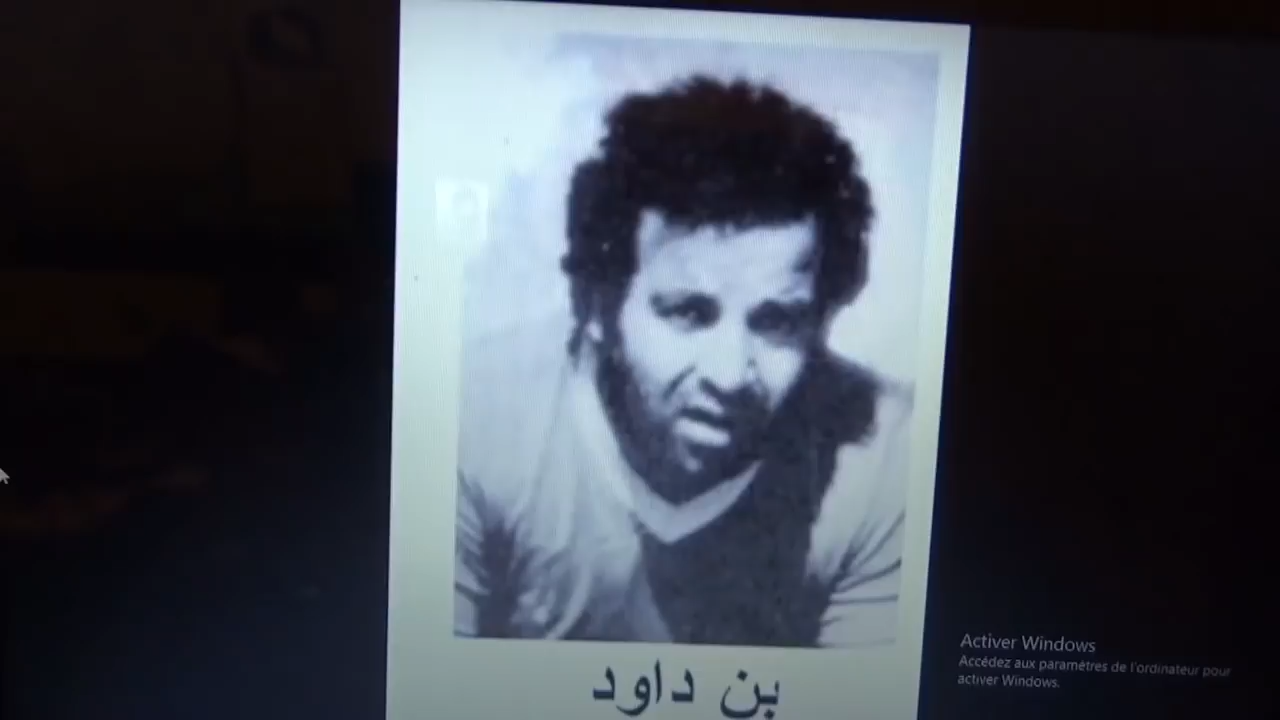 بن داود
Activer Windows
Accédez aux paramètres de l'ordinateur pour
activer Windows.